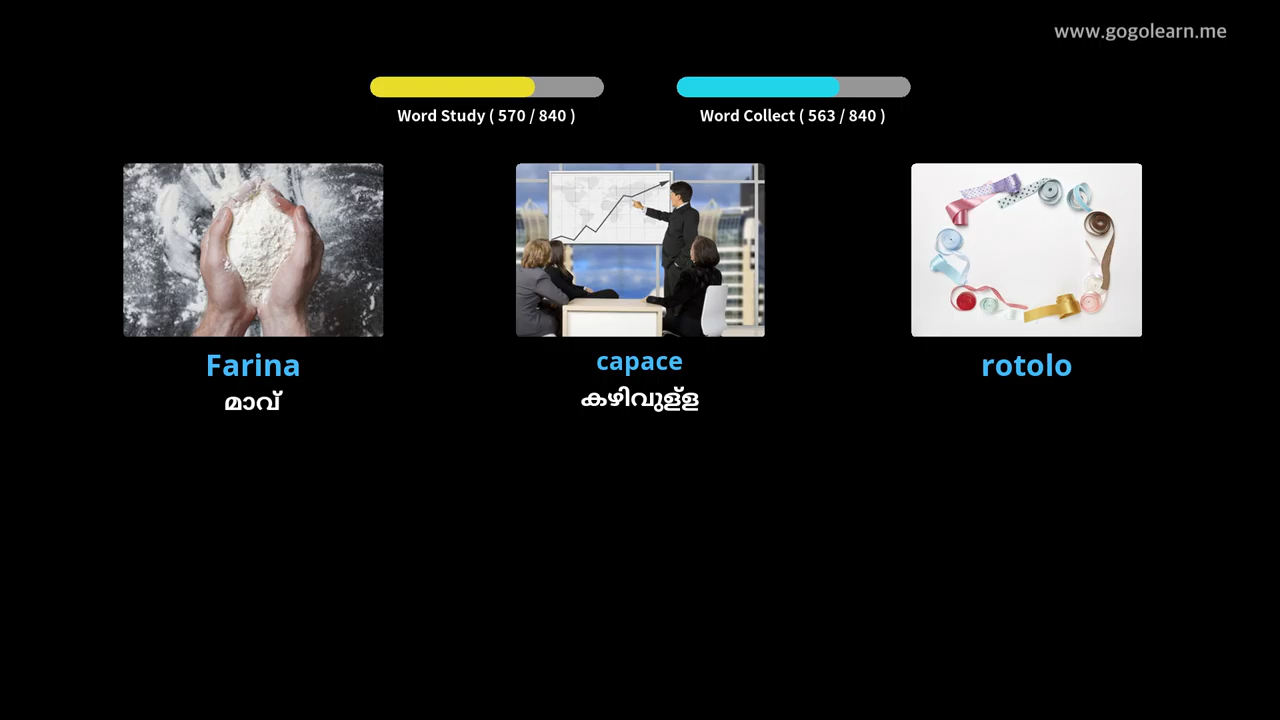 www.gogolearn.me
Word Study ( 570 / 840 )
Word Collect ( 563 / 840 )
Farina
മാവ്
capace
കഴിവുള്ള
rotolo